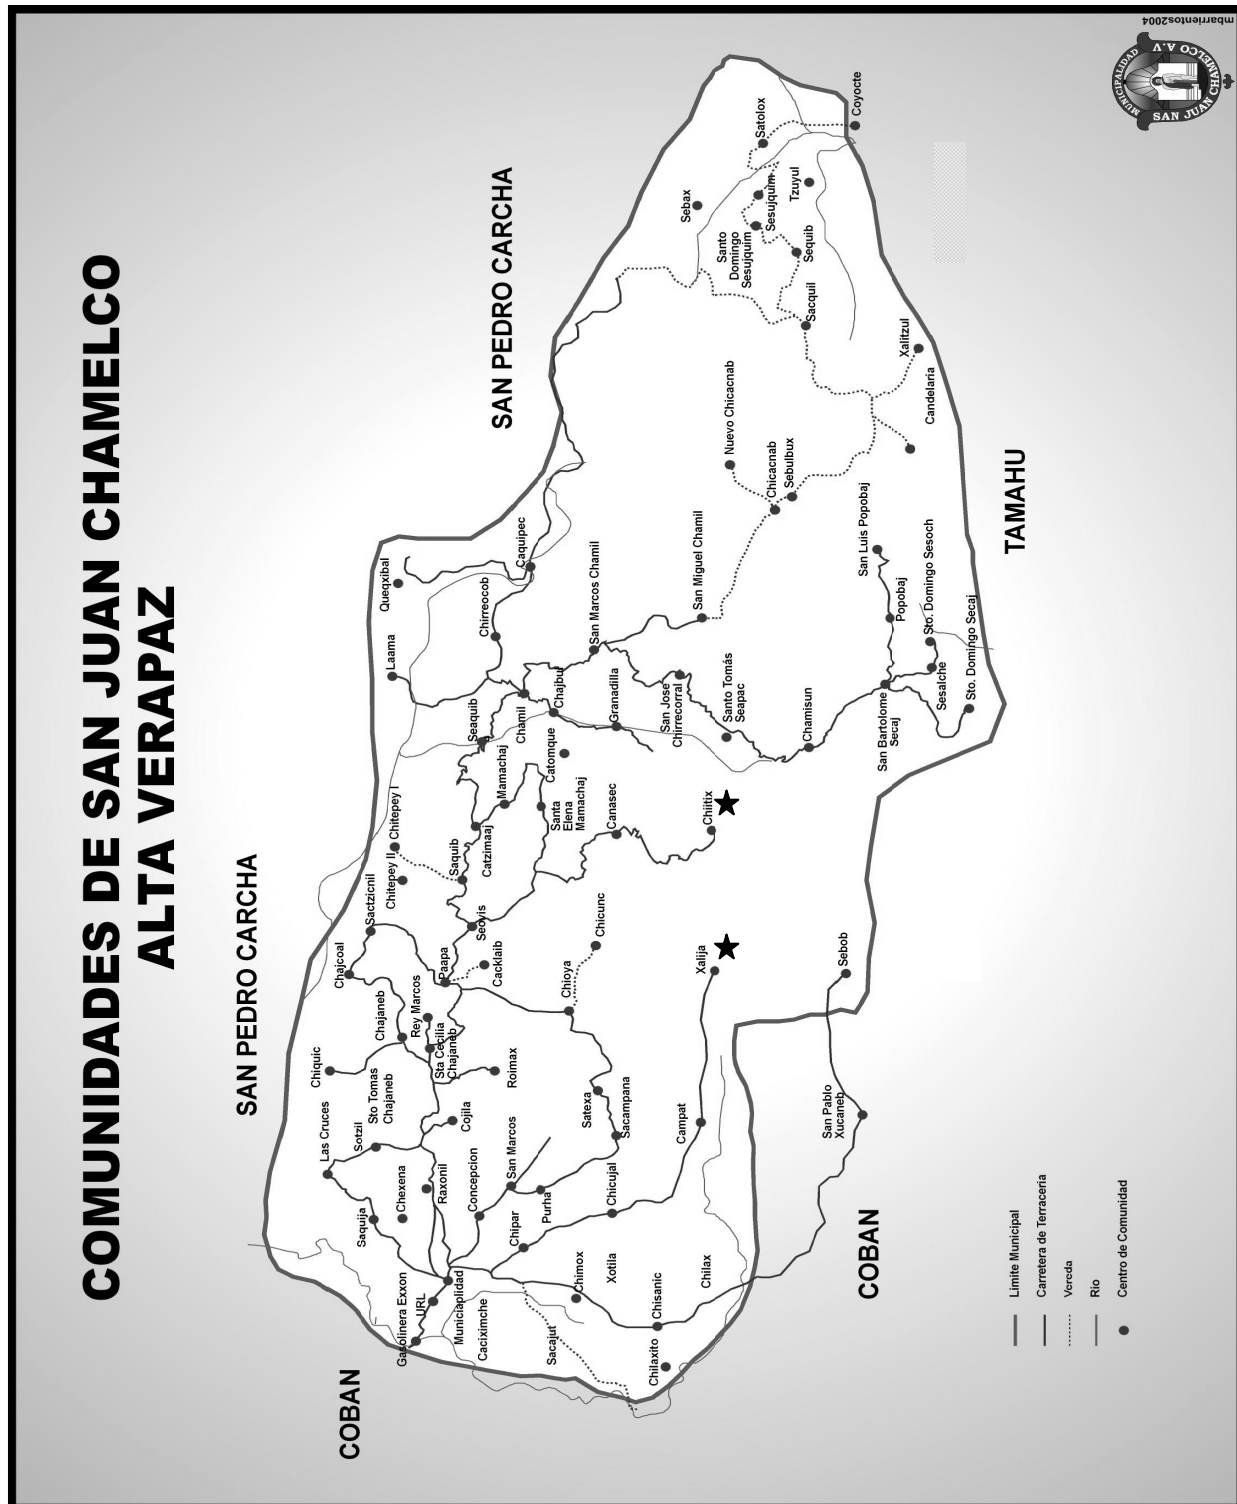 COMUNIDADES DE SAN JUAN CHAMELCO
ALTA VERAPAZ
SAN PEDRO CARCHA
SAN PEDRO CARCHA
COBAN
COBAN
TAMAHU
Gasolinera Exxon
URL
Municiaplidad
Caciximche
Sacajut
Chilaxito
Chisanic
Chilax
Xotila
Chimox
Chipar
Chicujal
Purha
San Marcos
Concepcion
Raxonil
Chexena
Saquija
Las Cruces
Sotzil
Cojila
Sto Tomas
Chajaneb
Chiquic
Chajaneb
Rey Marcos
Sta Cecilia
Chajaneb
Roimax
Satexa
Sacampana
Campat
San Pablo
Xucaneb
Sebob
Xalija
Chioya
Chicunc
Cacklaib
Paapa
Seovis
Chajcoal
Sactzicnil
Chitepey II
Chitepey I
Saquib
Catzimaaj
Mamachaj
Santa
Elena
Mamachaj
Canasec
Chiitix
Catomque
Seaquib
Chamil
Chajbul
Granadilla
San Jose
Chirrecorral
Santo Tomás
Seapac
Chamisun
San Bartolome
Secaj
Sesalche
Sto. Domingo Secaj
Sto. Domingo Sesoch
Popobaj
San Luis Popobaj
San Miguel Chamil
San Marcos Chamil
Laama
Queqxibal
Chirreocob
Caquipec
Chicacnab
Sebulbux
Nuevo Chicacnab
Candelaria
Xalitzul
Sacquil
Sequib
Santo
Domingo
Sesujquim
Sesujquim
Tzuyul
Sebax
Satolox
Coyocte
Limite Municipal
Carretera de Terraceria
Vereda
Rio
Centro de Comunidad
MUNICIPALIDAD
SAN JUAN CHAMELCO A.V.
mbarrientos2004